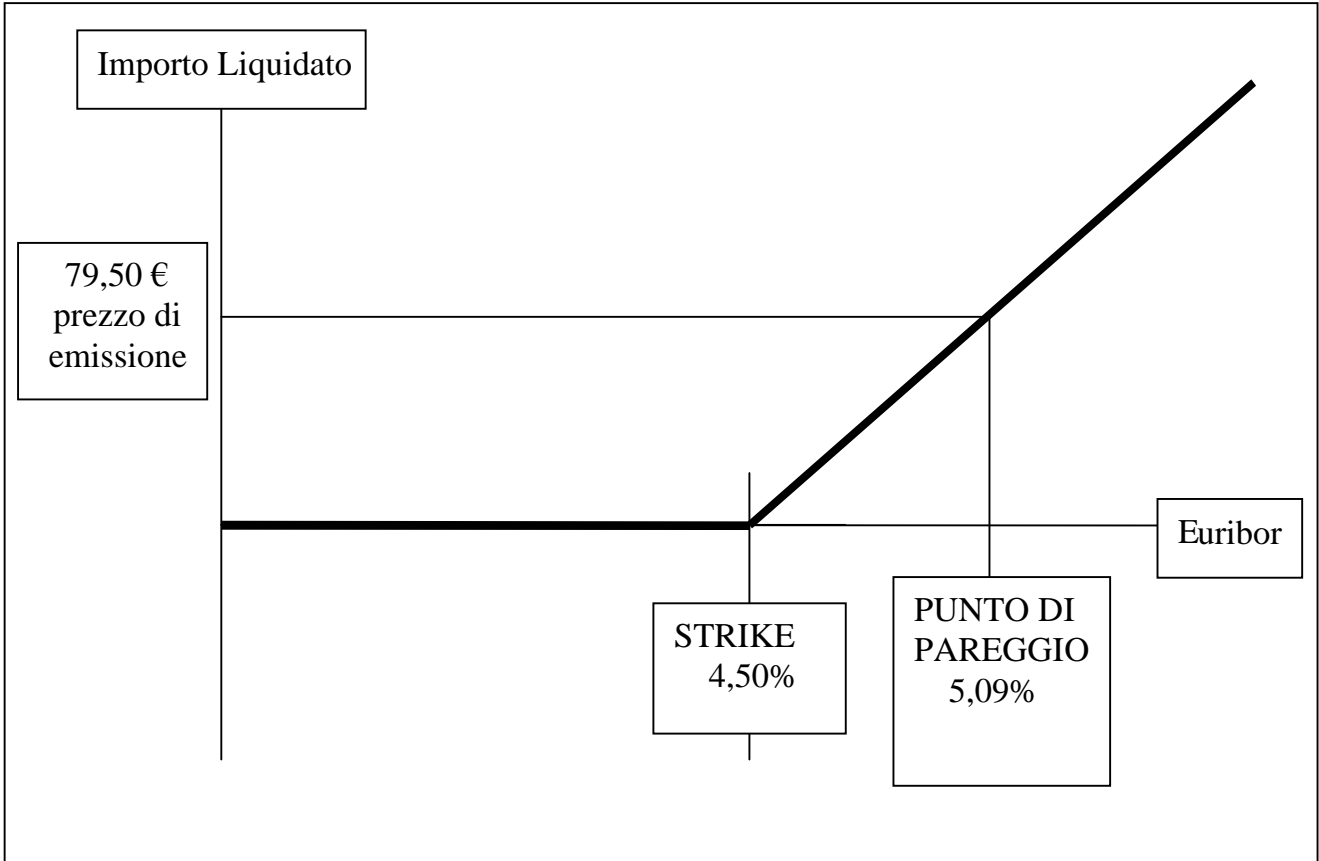 Importo Liquidato
79,50 €
prezzo di
emissione
Euribor
STRIKE
4,50%
PUNTO DI
PAREGGIO
5,09%